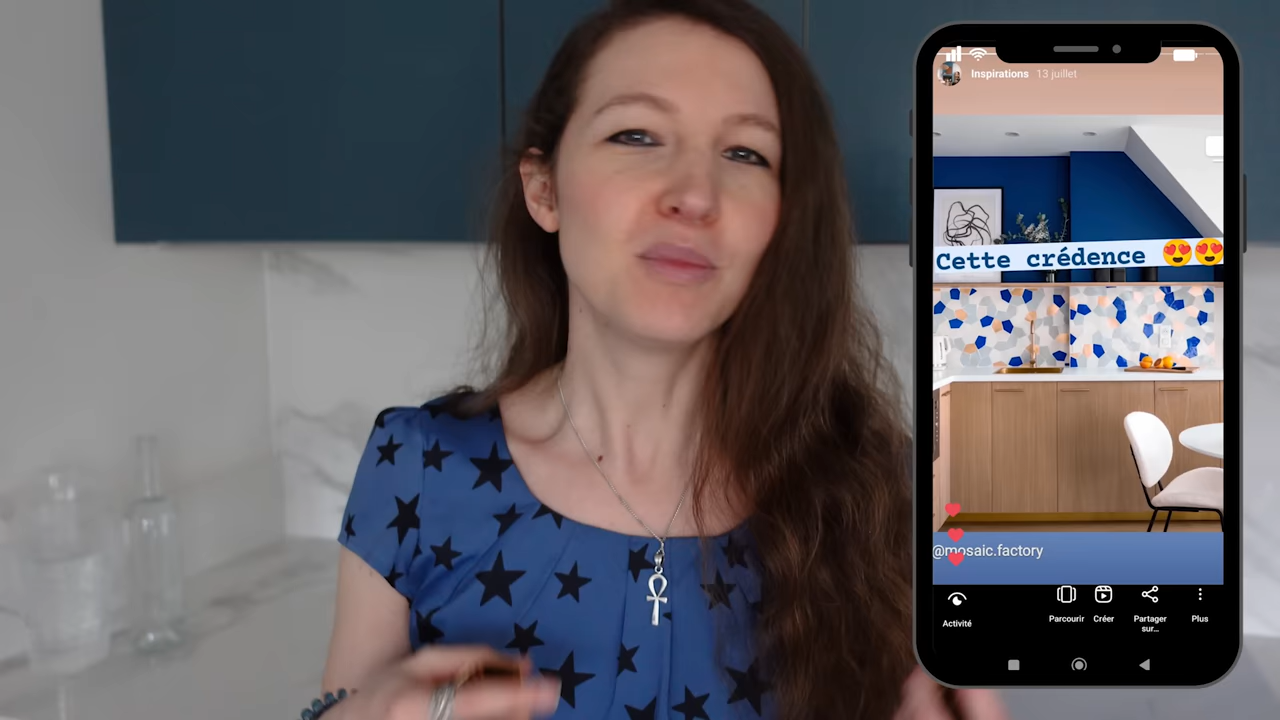 Inspirations 13 juillet
Cette crédence 😍😍
@mosaic.factory
Activité
Parcourir
Créer
Partager
sur...
Plus